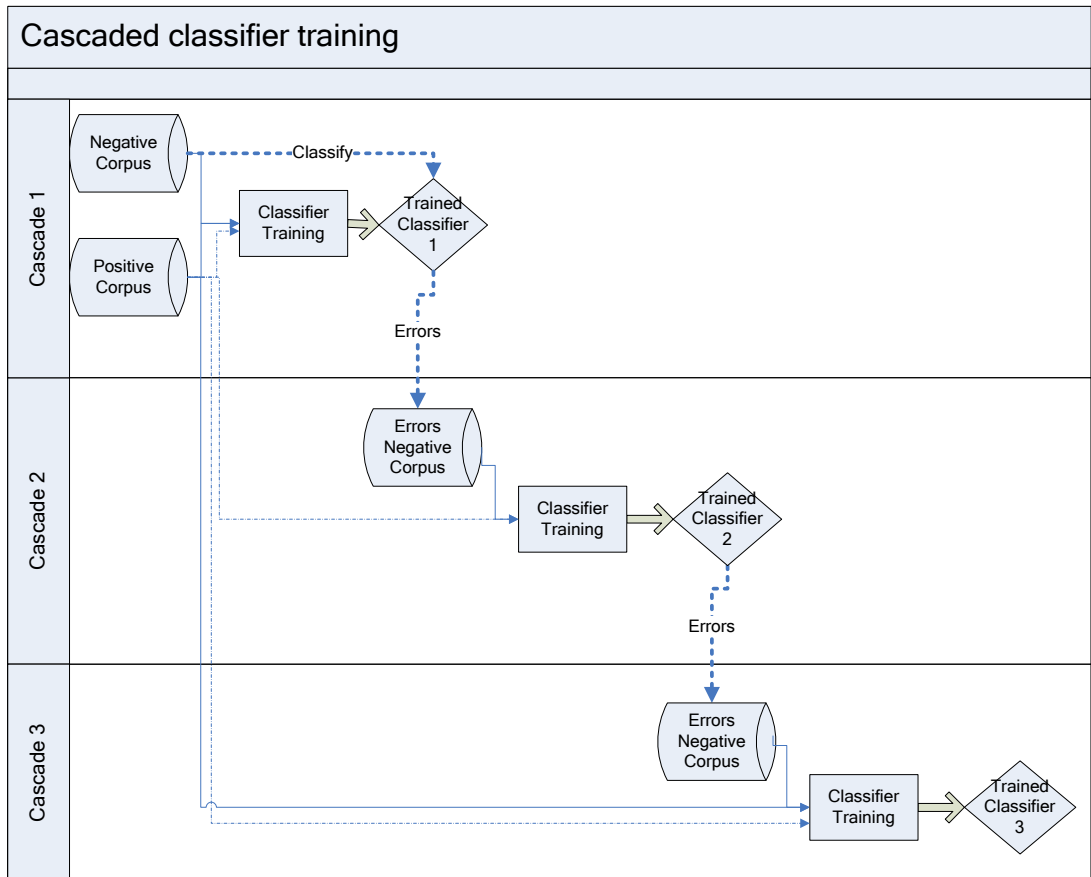 Cascaded classifier training
Cascade 1
Negative
Corpus
Classify
Positive
Corpus
Classifier
Training
Trained
Classifier
1
Errors
Cascade 2
Errors
Negative
Corpus
Classifier
Training
Trained
Classifier
2
Errors
Cascade 3
Errors
Negative
Corpus
Classifier
Training
Trained
Classifier
3